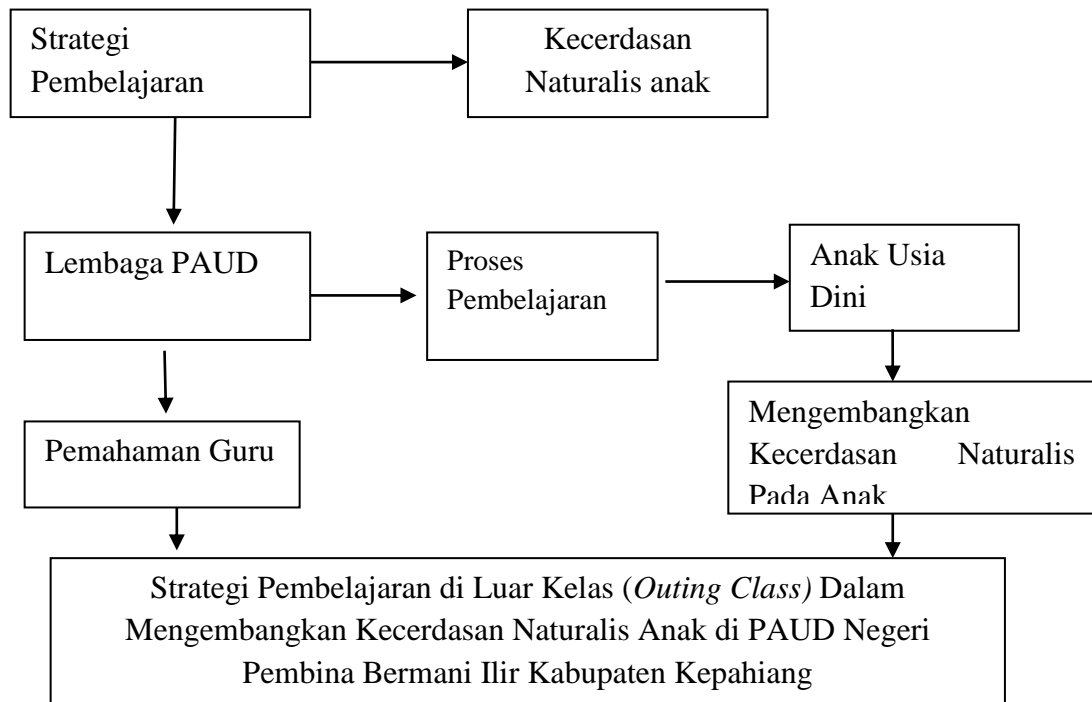 Strategi
Pembelajaran
Kecerdasan
Naturalis anak
Lembaga PAUD
Proses
Pembelajaran
Anak Usia
Dini
Pemahaman Guru
Mengembangkan
Kecerdasan Naturalis
Pada Anak
Strategi Pembelajaran di Luar Kelas (Outing Class) Dalam
Mengembangkan Kecerdasan Naturalis Anak di PAUD Negeri
Pembina Bermani Ilir Kabupaten Kepahiang